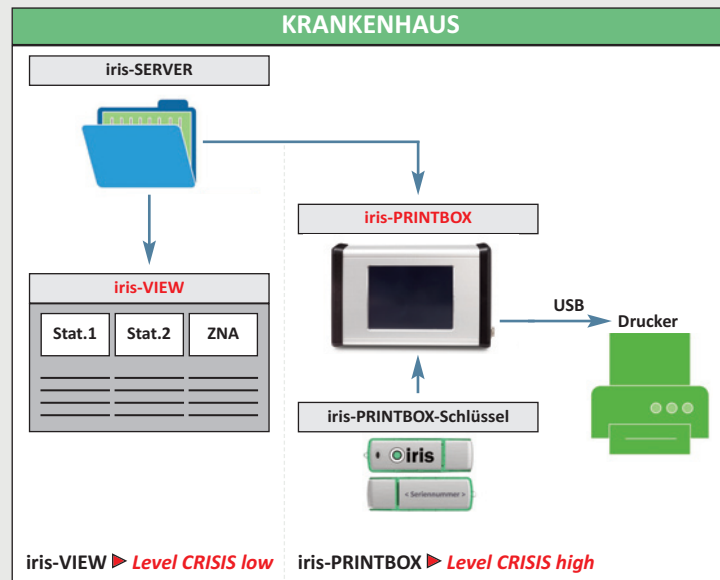 KRANKENHAUS
iris-SERVER
iris-PRINTBOX
iris-VIEW
Stat.1 Stat.2 ZNA
USB
Drucker
iris-PRINTBOX-Schlüssel
iris
< Seriennummer >
iris-VIEW ▶ Level CRISIS low
iris-PRINTBOX ▶ Level CRISIS high